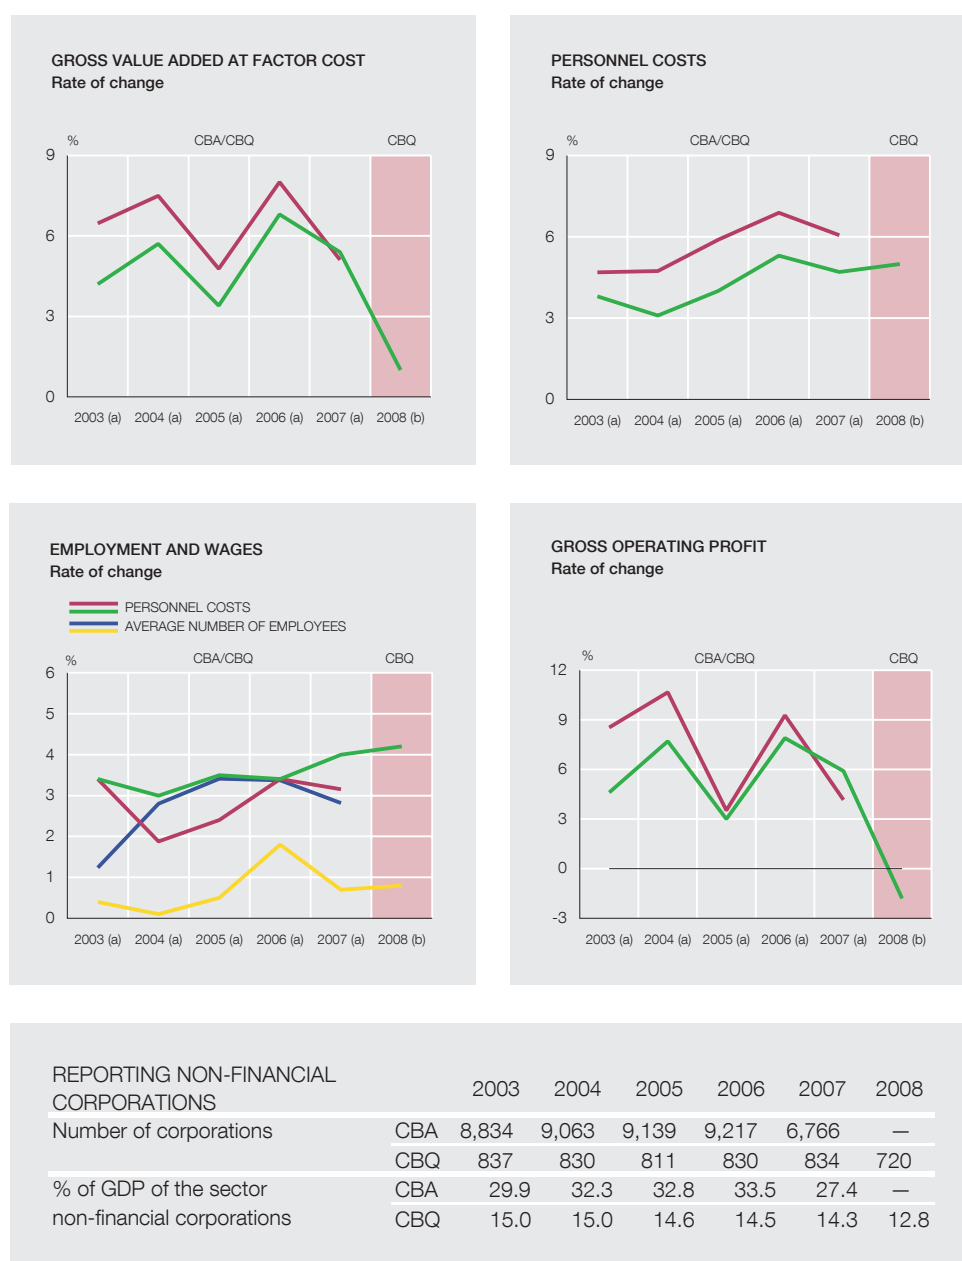 GROSS VALUE ADDED AT FACTOR COST
Rate of change
% CBA/CBQ CBQ
9
6
3
0
2003 (a) 2004 (a) 2005 (a) 2006 (a) 2007 (a) 2008 (b)
PERSONNEL COSTS
Rate of change
% CBA/CBQ CBQ
9
6
3
0
2003 (a) 2004 (a) 2005 (a) 2006 (a) 2007 (a) 2008 (b)
EMPLOYMENT AND WAGES
Rate of change
PERSONNEL COSTS
AVERAGE NUMBER OF EMPLOYEES
% CBA/CBQ CBQ
6
5
4
3
2
1
0
2003 (a) 2004 (a) 2005 (a) 2006 (a) 2007 (a) 2008 (b)
GROSS OPERATING PROFIT
Rate of change
% CBA/CBQ CBQ
12
9
6
3
0
-3
2003 (a) 2004 (a) 2005 (a) 2006 (a) 2007 (a) 2008 (b)
REPORTING NON-FINANCIAL
CORPORATIONS
2003 2004 2005 2006 2007 2008
Number of corporations CBA 8,834 9,063 9,139 9,217 6,766 —
CBQ 837 830 811 830 834 720
% of GDP of the sector CBA 29.9 32.3 32.8 33.5 27.4 —
non-financial corporations CBQ 15.0 15.0 14.6 14.5 14.3 12.8